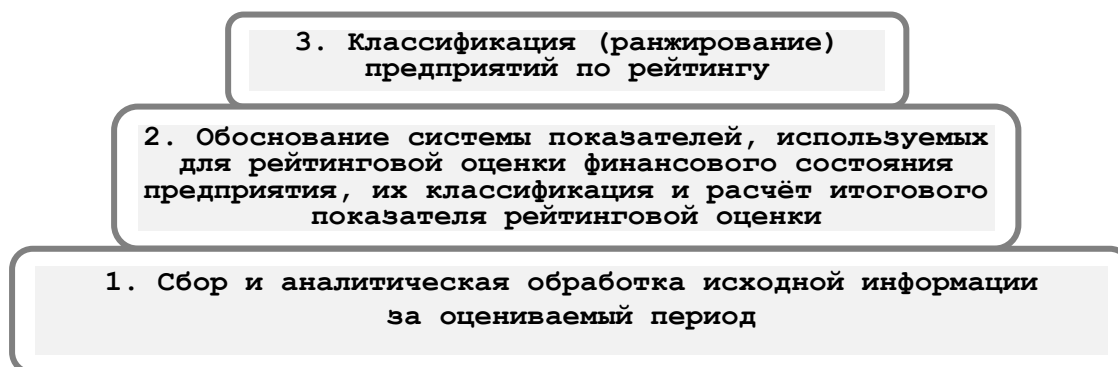 3. Классификация (ранжирование)
предприятий по рейтингу
2. Обоснование системы показателей, используемых
для рейтинговой оценки финансового состояния
предприятия, их классификация и расчёт итогового
показателя рейтинговой оценки
1. Сбор и аналитическая обработка исходной информации
за оцениваемый период